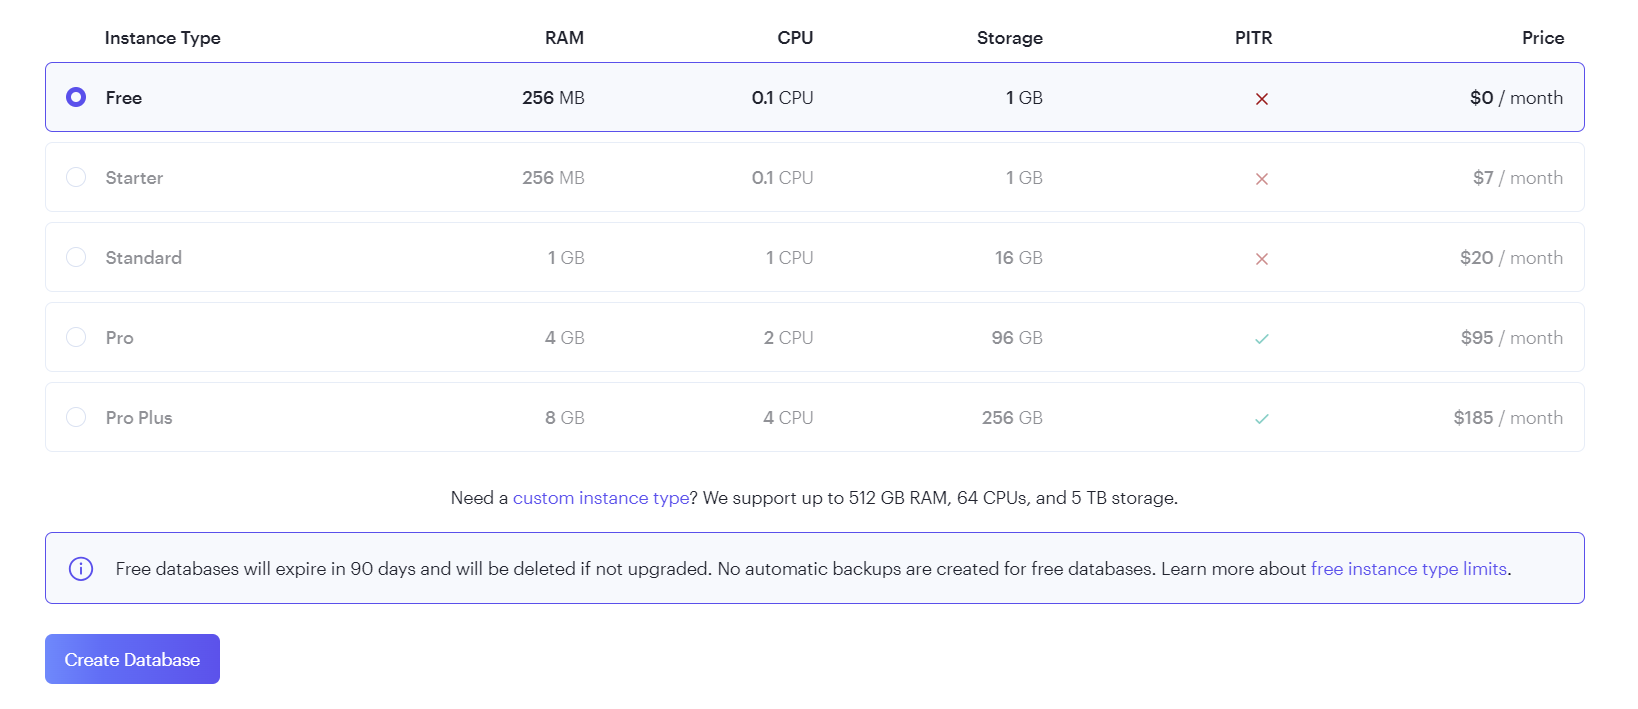 Instance Type RAM CPU Storage PITR Price
Free 256 MB 0.1 CPU 1 GB $0 / month
Starter 256 MB 0.1 CPU 1 GB $7 / month
Standard 1 GB 1 CPU 16 GB $20 / month
Pro 4 GB 2 CPU 96 GB $95 / month
Pro Plus 8 GB 4 CPU 256 GB $185 / month
Need a custom instance type? We support up to 512 GB RAM, 64 CPUs, and 5 TB storage.
Free databases will expire in 90 days and will be deleted if not upgraded. No automatic backups are created for free databases. Learn more about free instance type limits.
Create Database